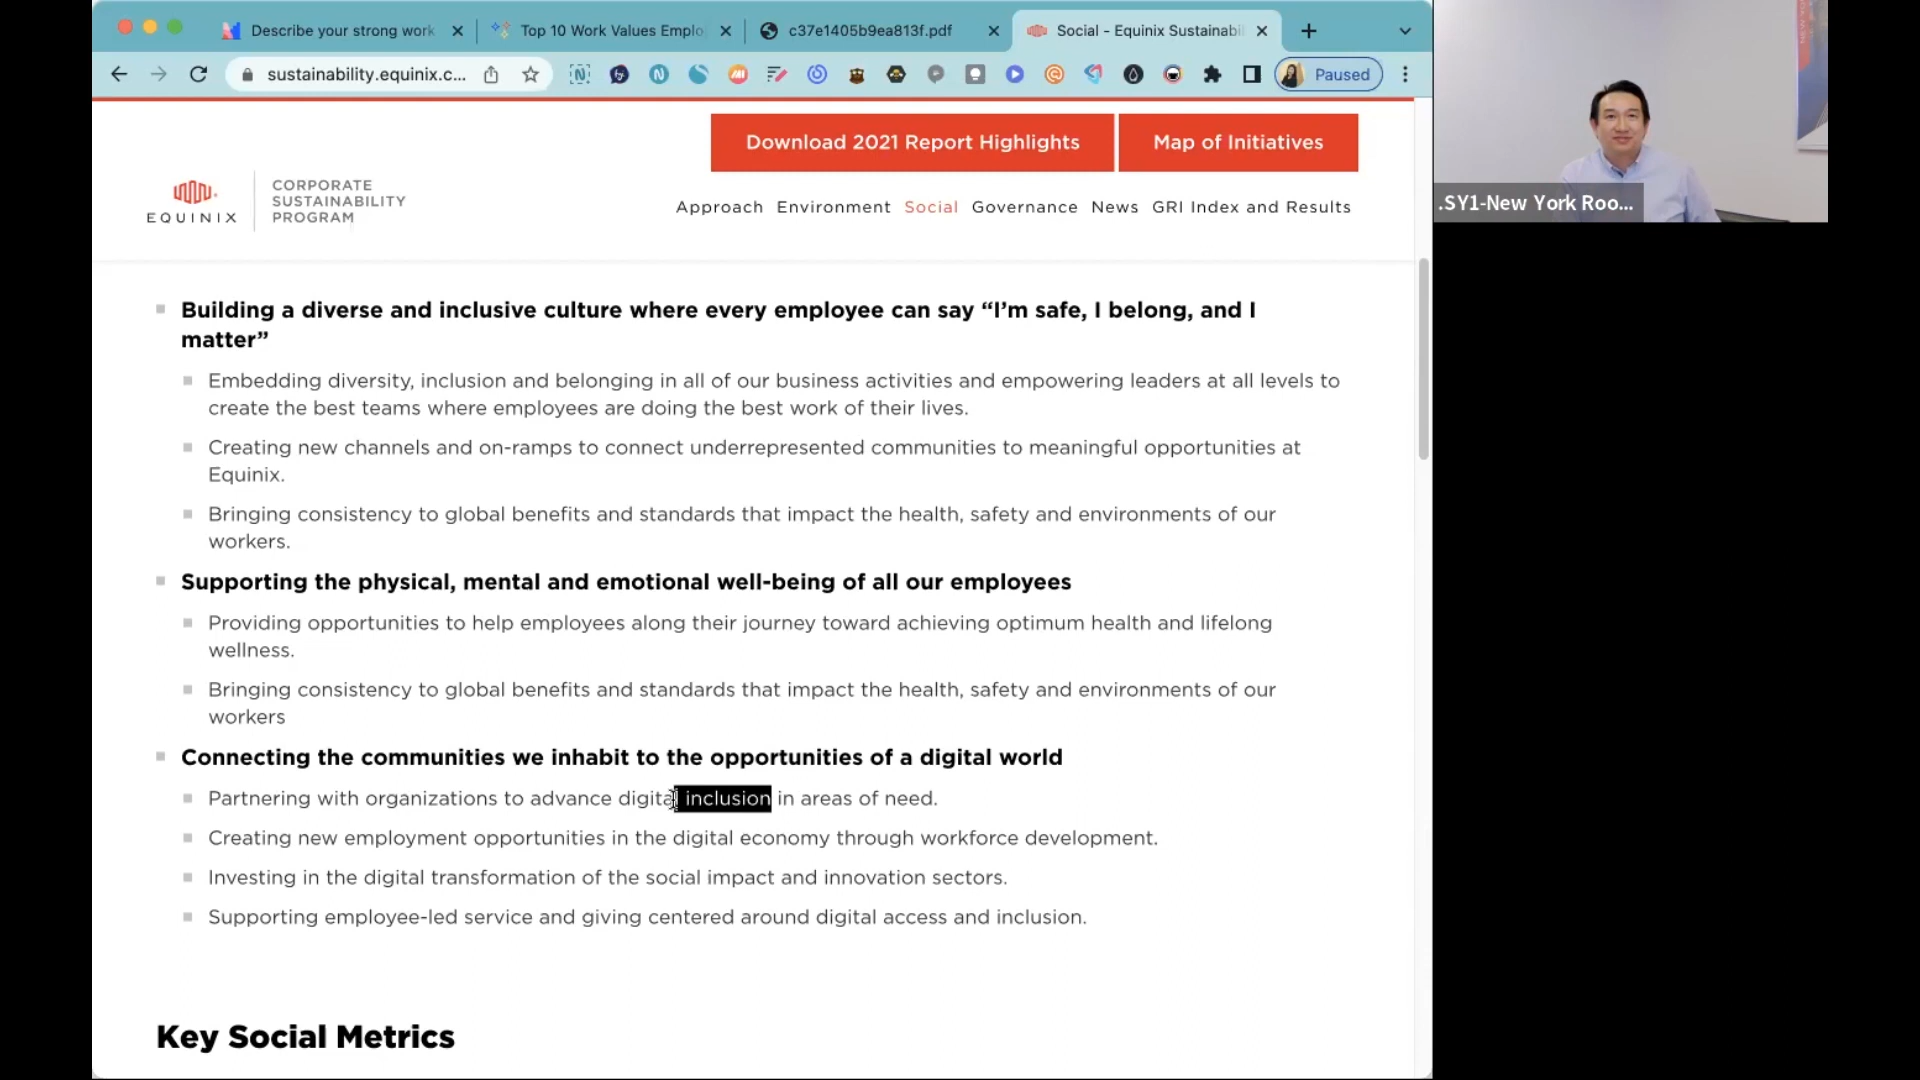 Describe your strong work
Top 10 Work Values Emplo
c37e1405b9ea813f.pdf
Social - Equinix Sustainabi
sustainability.equinix.c...
Paused
Download 2021 Report Highlights
Map of Initiatives
EQUINIX
CORPORATE
SUSTAINABILITY
PROGRAM
Approach Environment Social Governance News GRI Index and Results
.SY1-New York Roo...
Building a diverse and inclusive culture where every employee can say “I’m safe, I belong, and I
matter”
Embedding diversity, inclusion and belonging in all of our business activities and empowering leaders at all levels to
create the best teams where employees are doing the best work of their lives.
Creating new channels and on-ramps to connect underrepresented communities to meaningful opportunities at
Equinix.
Bringing consistency to global benefits and standards that impact the health, safety and environments of our
workers.
Supporting the physical, mental and emotional well-being of all our employees
Providing opportunities to help employees along their journey toward achieving optimum health and lifelong
wellness.
Bringing consistency to global benefits and standards that impact the health, safety and environments of our
workers
Connecting the communities we inhabit to the opportunities of a digital world
Partnering with organizations to advance digital inclusion in areas of need.
Creating new employment opportunities in the digital economy through workforce development.
Investing in the digital transformation of the social impact and innovation sectors.
Supporting employee-led service and giving centered around digital access and inclusion.
Key Social Metrics